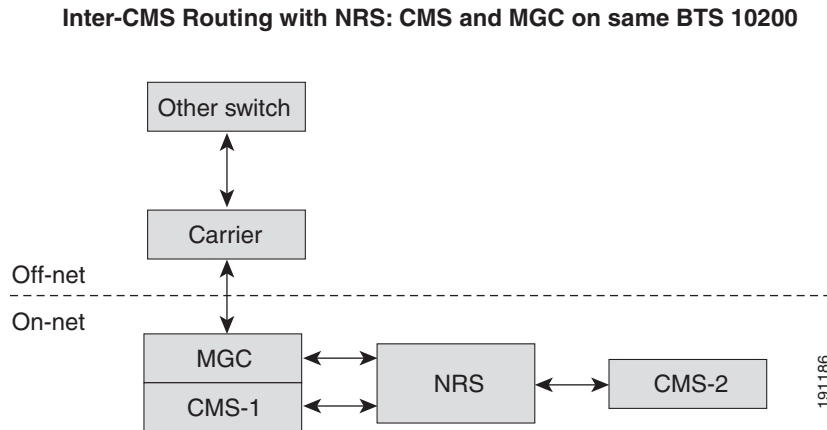 Inter-CMS Routing with NRS: CMS and MGC on same BTS 10200
Other switch
Carrier
Off-net
On-net
MGC
CMS-1
NRS
CMS-2
191186